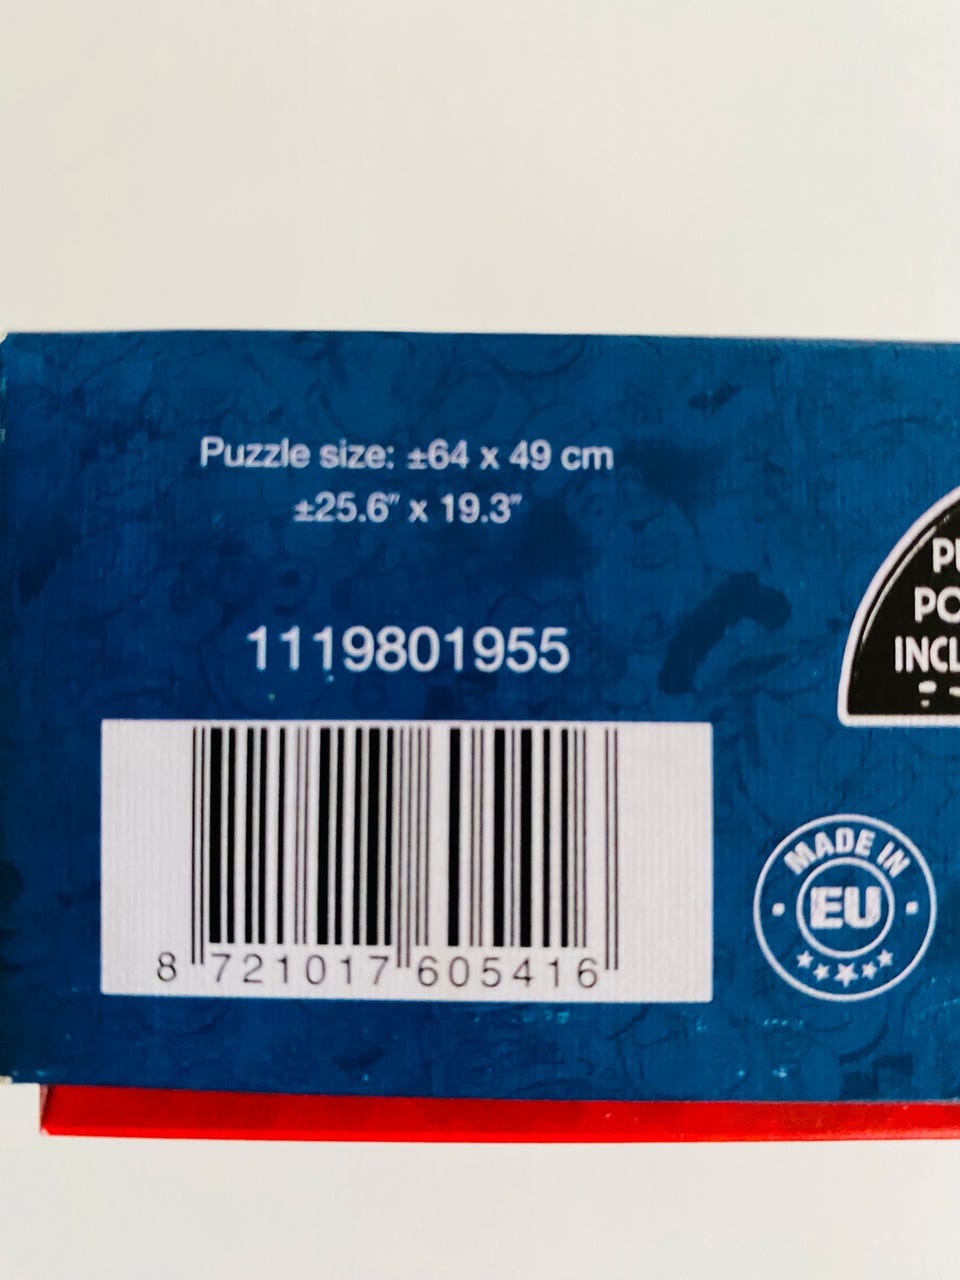 Puzzle size: ±64 x 49 cm
±25.6" x 19.3"
1119801955
8 721017 605416
MADE IN
EU